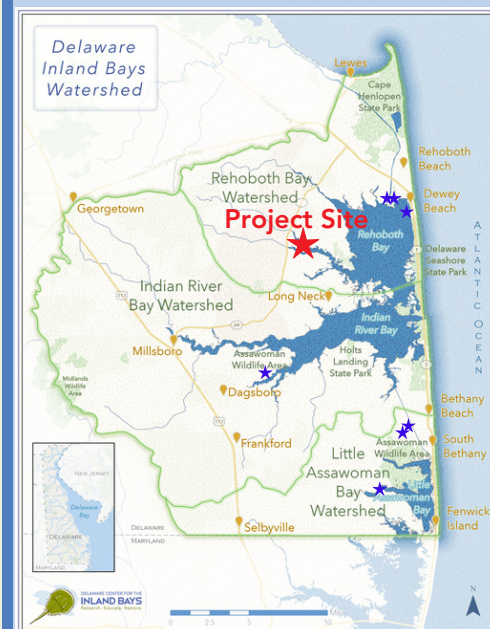 Delaware
Inland Bays
Watershed
Lewes
Cape
Henlopen
State Park
Rehoboth
Beach
Rehoboth Bay
Watershed
Dewey
Beach
Georgetown
Project Site
Rehoboth
Bay
Delaware
Seashore
State Park
ATLANTIC OCEAN
Indian River
Bay Watershed
Long Neck
Indian
River Bay
Millsboro
Assawoman
Wildlife Area
Holts
Landing
State Park
Midlands
Wildlife
Area
Dagsboro
Bethany
Beach
Frankford
Assawoman
Wildlife Area
South
Bethany
Little
Assawoman
Bay
Watershed
Little
Assawoman
Bay
Fenwick
Island
Selbyville
DELAWARE
MARYLAND
NEW JERSEY
Delaware
Bay
DELAWARE
MARYLAND
DELAWARE CENTER FOR THE
INLAND BAYS
Research. Educate. Restore.
0 2.5 5 10
N